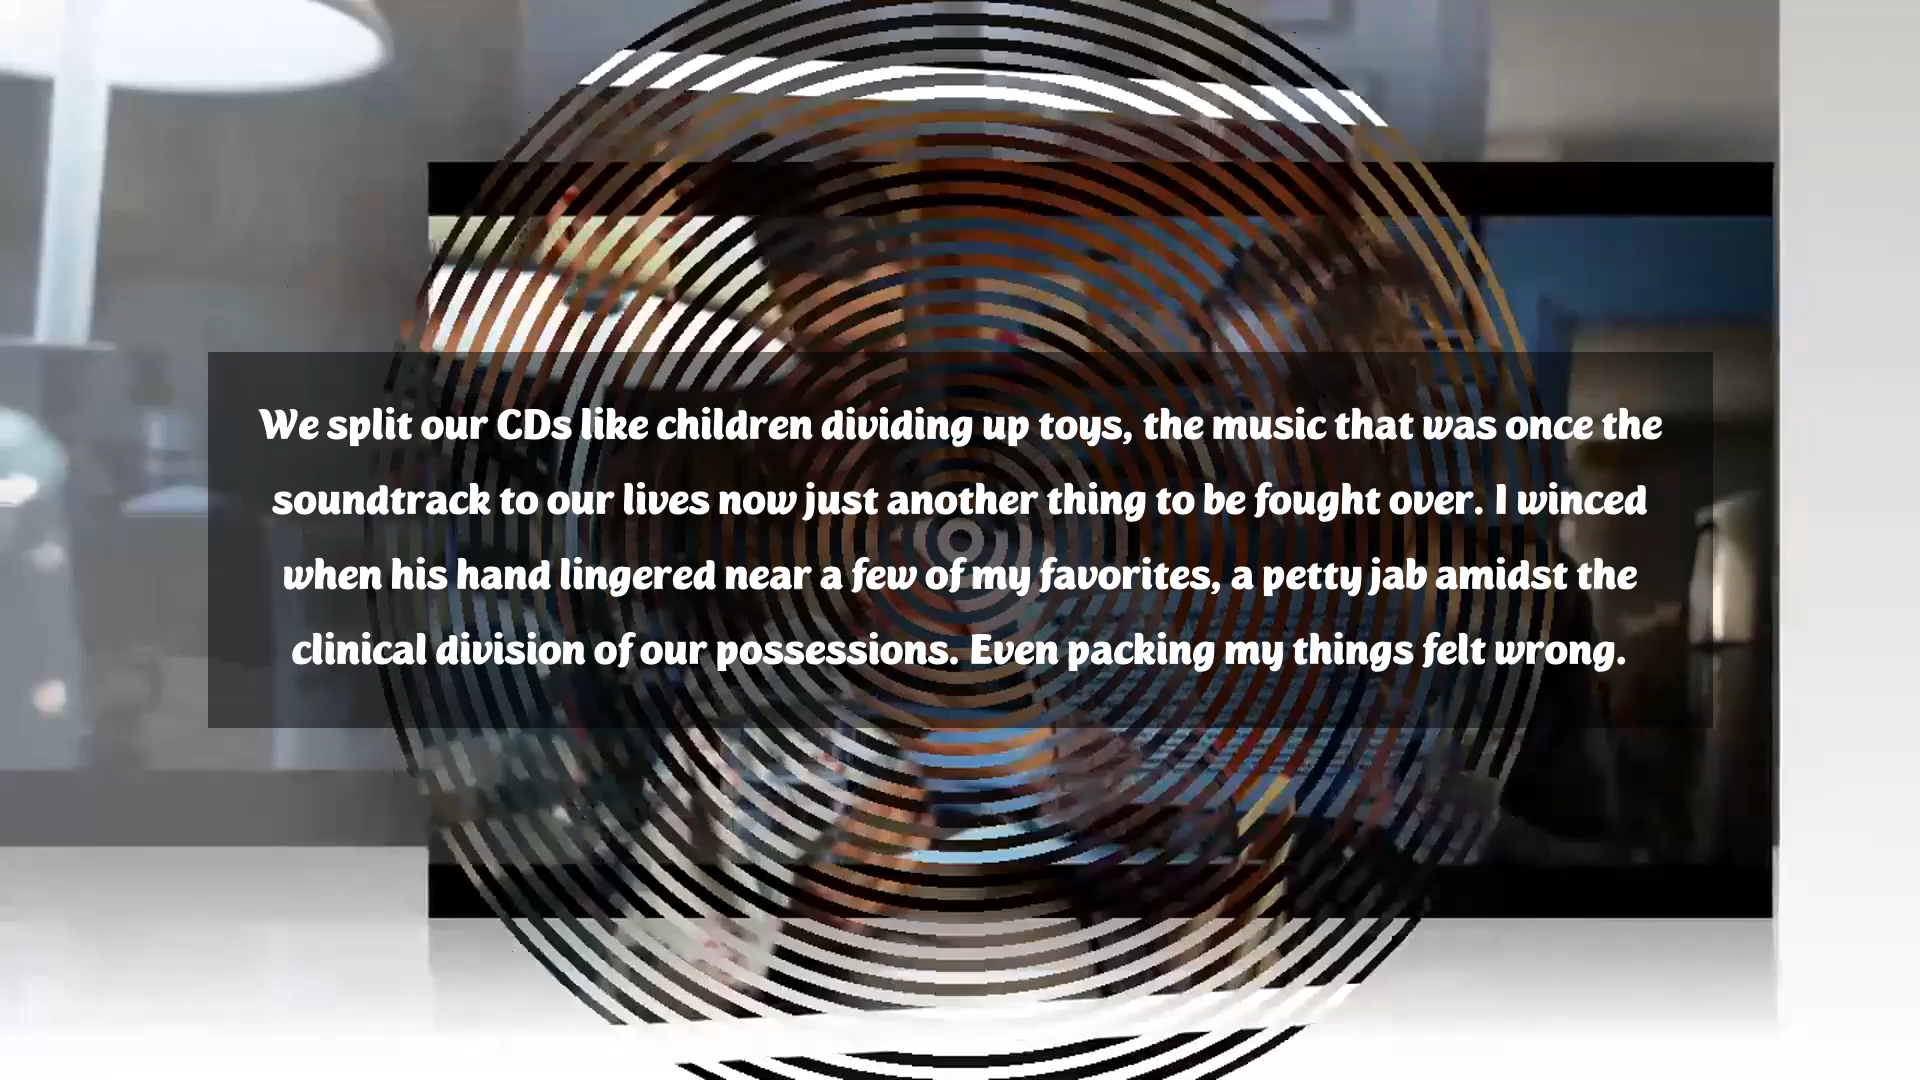 We split our CDs like children dividing up toys, the music that was once the
soundtrack to our lives now just another thing to be fought over. I winced
when his hand lingered near a few of my favorites, a petty jab amidst the
clinical division of our possessions. Even packing my things felt wrong.